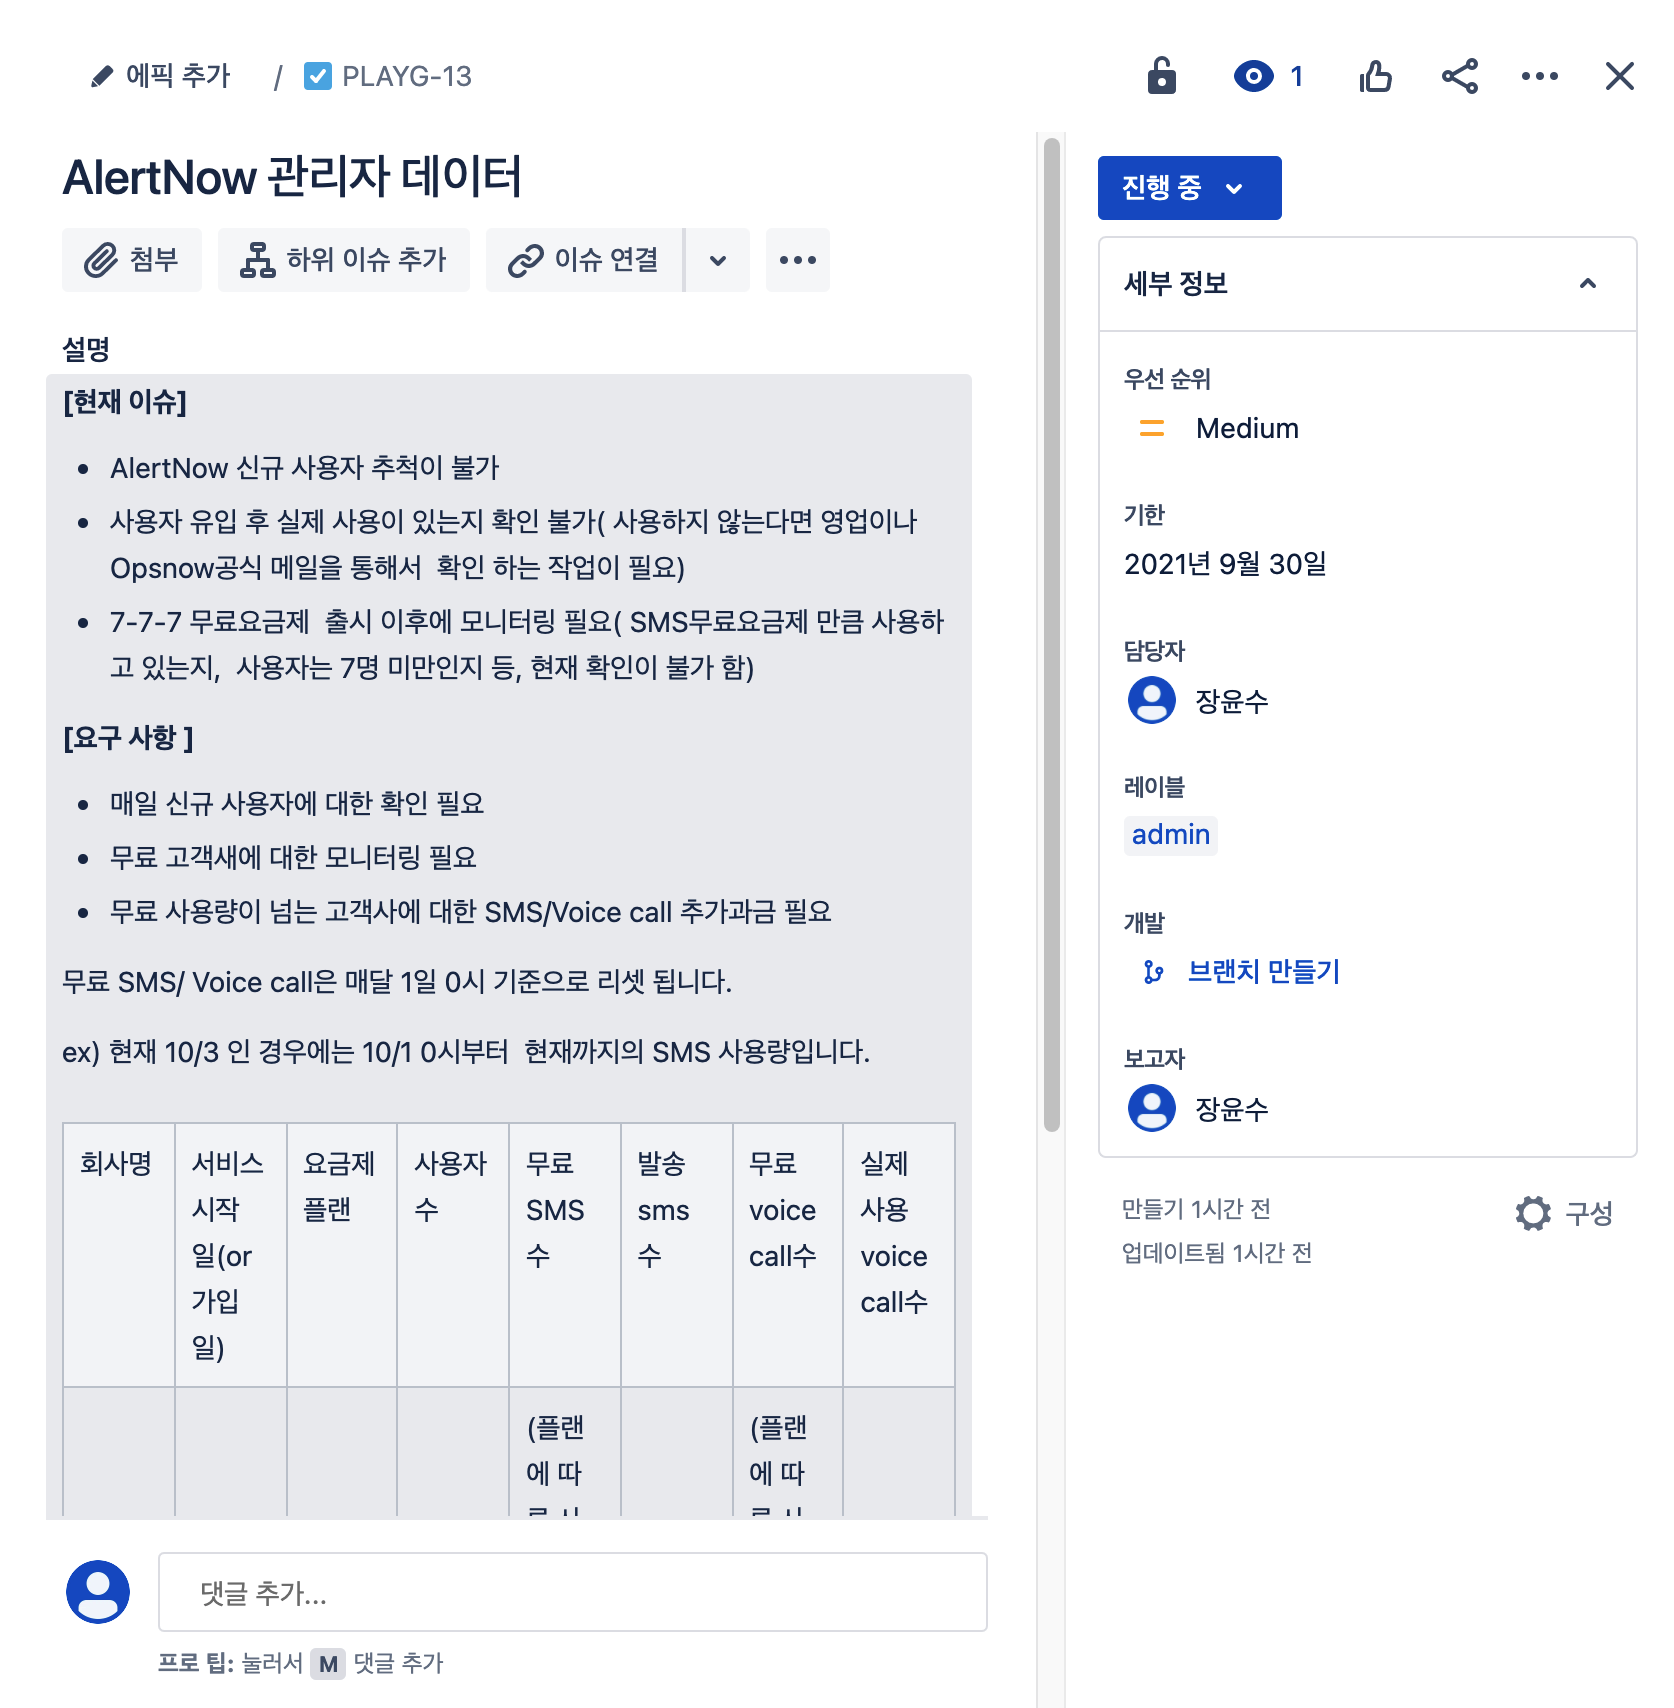 에픽 추가 / PLAYG-13
1
AlertNow 관리자 데이터
첨부
하위 이슈 추가
이슈 연결
설명
[현재 이슈]
• AlertNow 신규 사용자 추척이 불가
• 사용자 유입 후 실제 사용이 있는지 확인 불가( 사용하지 않는다면 영업이나
Opsnow공식 메일을 통해서  확인 하는 작업이 필요)
• 7-7-7 무료요금제  출시 이후에 모니터링 필요( SMS무료요금제 만큼 사용하
고 있는지,  사용자는 7명 미만인지 등, 현재 확인이 불가 함)
[요구 사항 ]
• 매일 신규 사용자에 대한 확인 필요
• 무료 고객새에 대한 모니터링 필요
• 무료 사용량이 넘는 고객사에 대한 SMS/Voice call 추가과금 필요
무료 SMS/ Voice call은 매달 1일 0시 기준으로 리셋 됩니다.
ex) 현재 10/3 인 경우에는 10/1 0시부터  현재까지의 SMS 사용량입니다.
회사명
서비스
시작
일(or
가입
일)
요금제
플랜
사용자
수
무료
SMS
수
발송
sms
수
무료
voice
call수
실제
사용
voice
call수
(플랜
에 따
(플랜
에 따
댓글 추가...
프로 팁: 눌러서 M 댓글 추가
진행 중
세부 정보
우선 순위
Medium
기한
2021년 9월 30일
담당자
장윤수
레이블
admin
개발
브랜치 만들기
보고자
장윤수
만들기 1시간 전
업데이트됨 1시간 전
구성